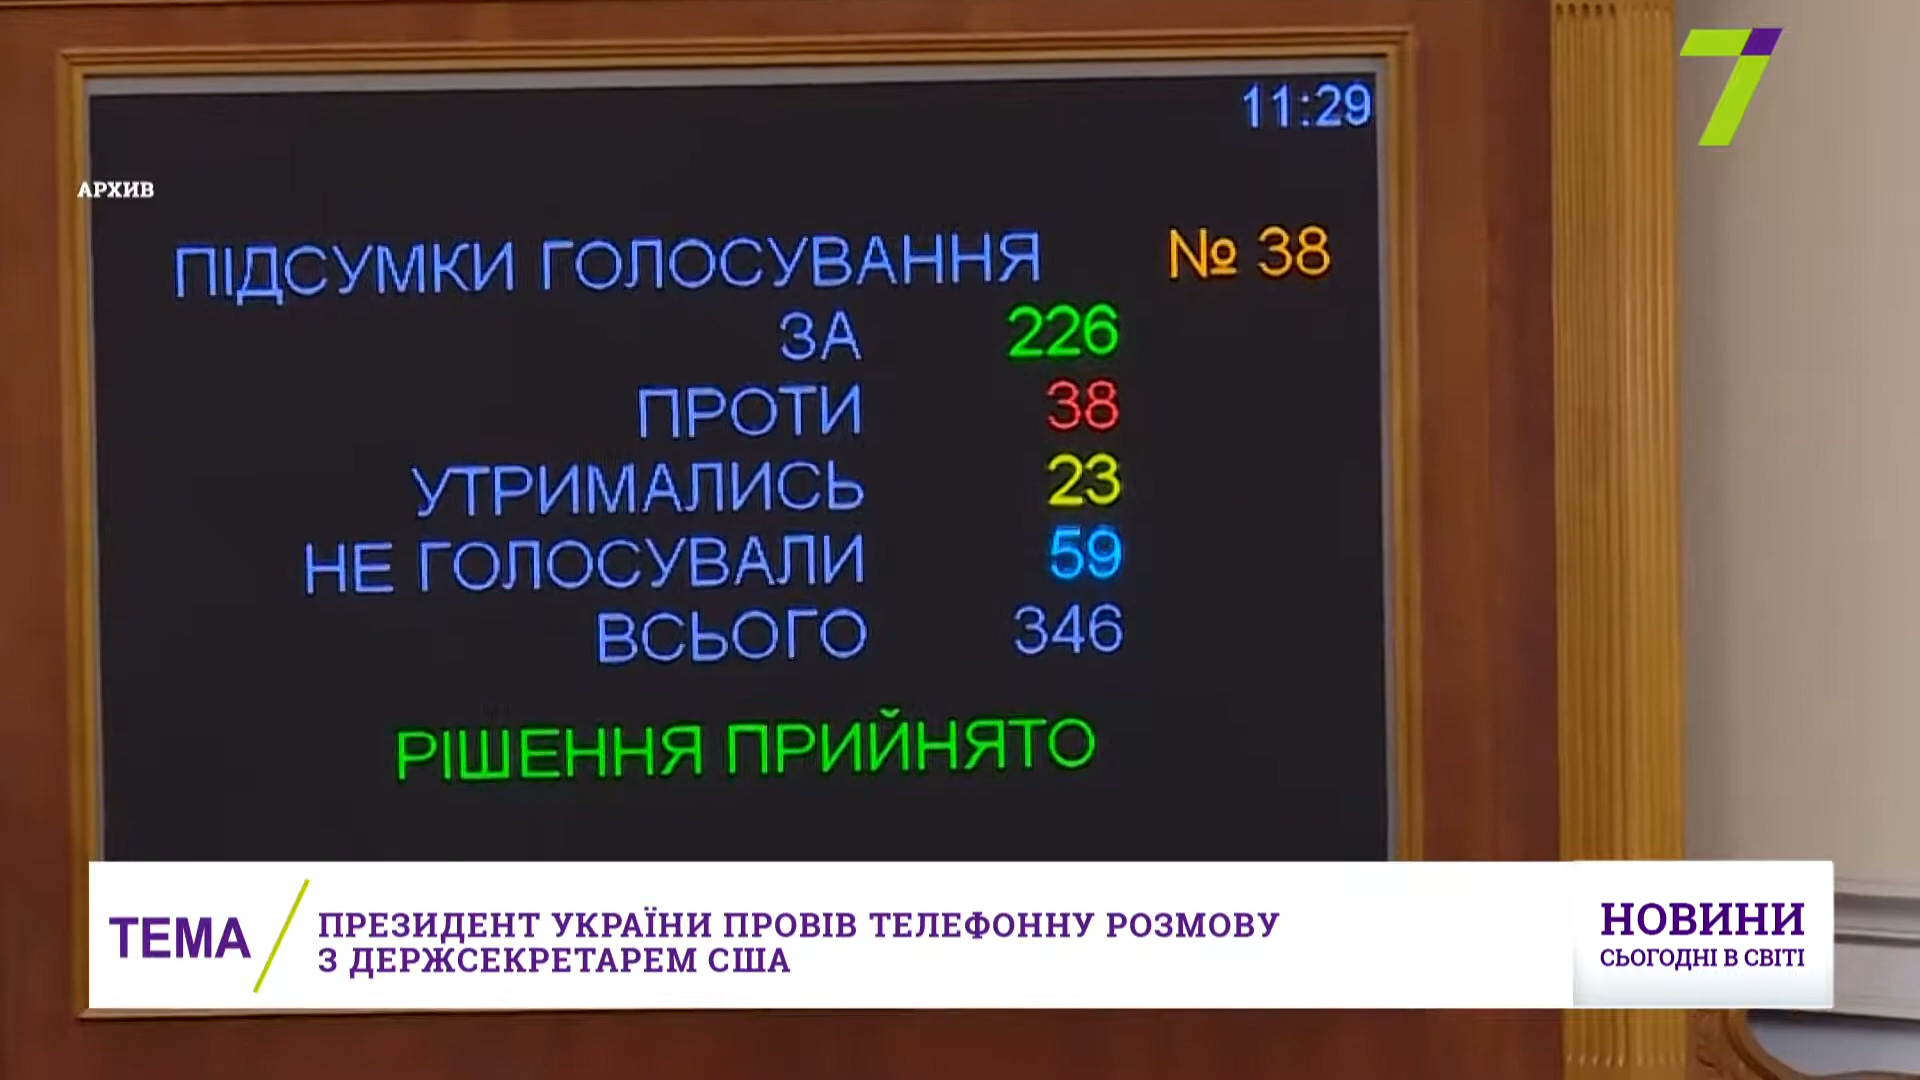 11:29
АРХИВ
ПІДСУМКИ ГОЛОСУВАННЯ № 38
ЗА 226
ПРОТИ 38
УТРИМАЛИСЬ 23
НЕ ГОЛОСУВАЛИ 59
ВСЬОГО 346
РІШЕННЯ ПРИЙНЯТО
7
ТЕМА
ПРЕЗИДЕНТ УКРАЇНИ ПРОВІВ ТЕЛЕФОННУ РОЗМОВУ
З ДЕРЖСЕКРЕТАРЕМ США
НОВИНИ
СЬОГОДНІ В СВІТІ